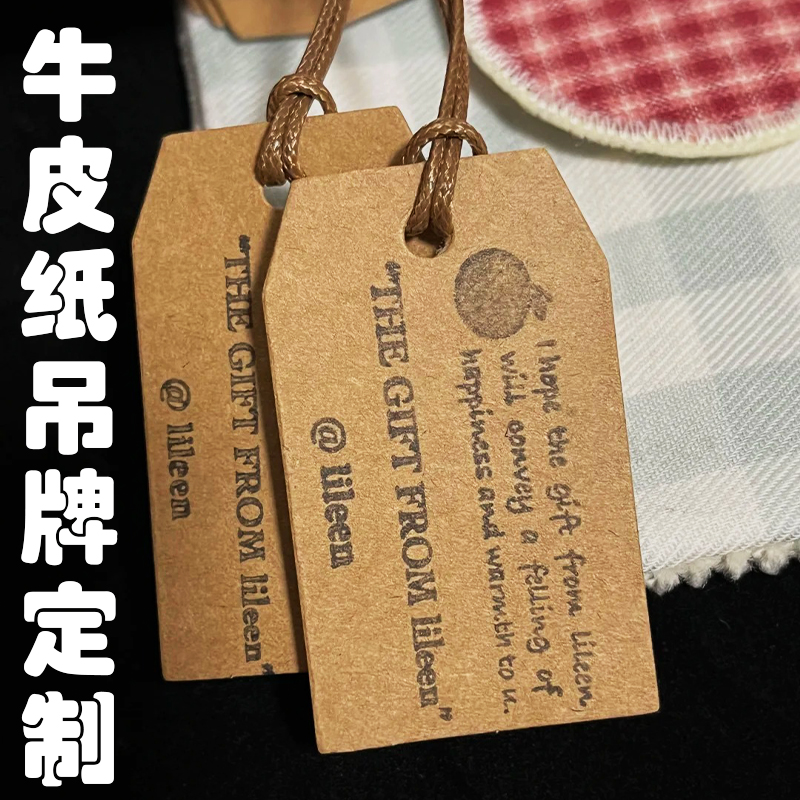 牛皮纸吊牌定制
I hope the gift from lileen,
will convey a felling of
happiness and warmth to u.
"THE GIFT FROM lileen"
@ lileen
"THE GIFT FROM lileen"
@ lileen